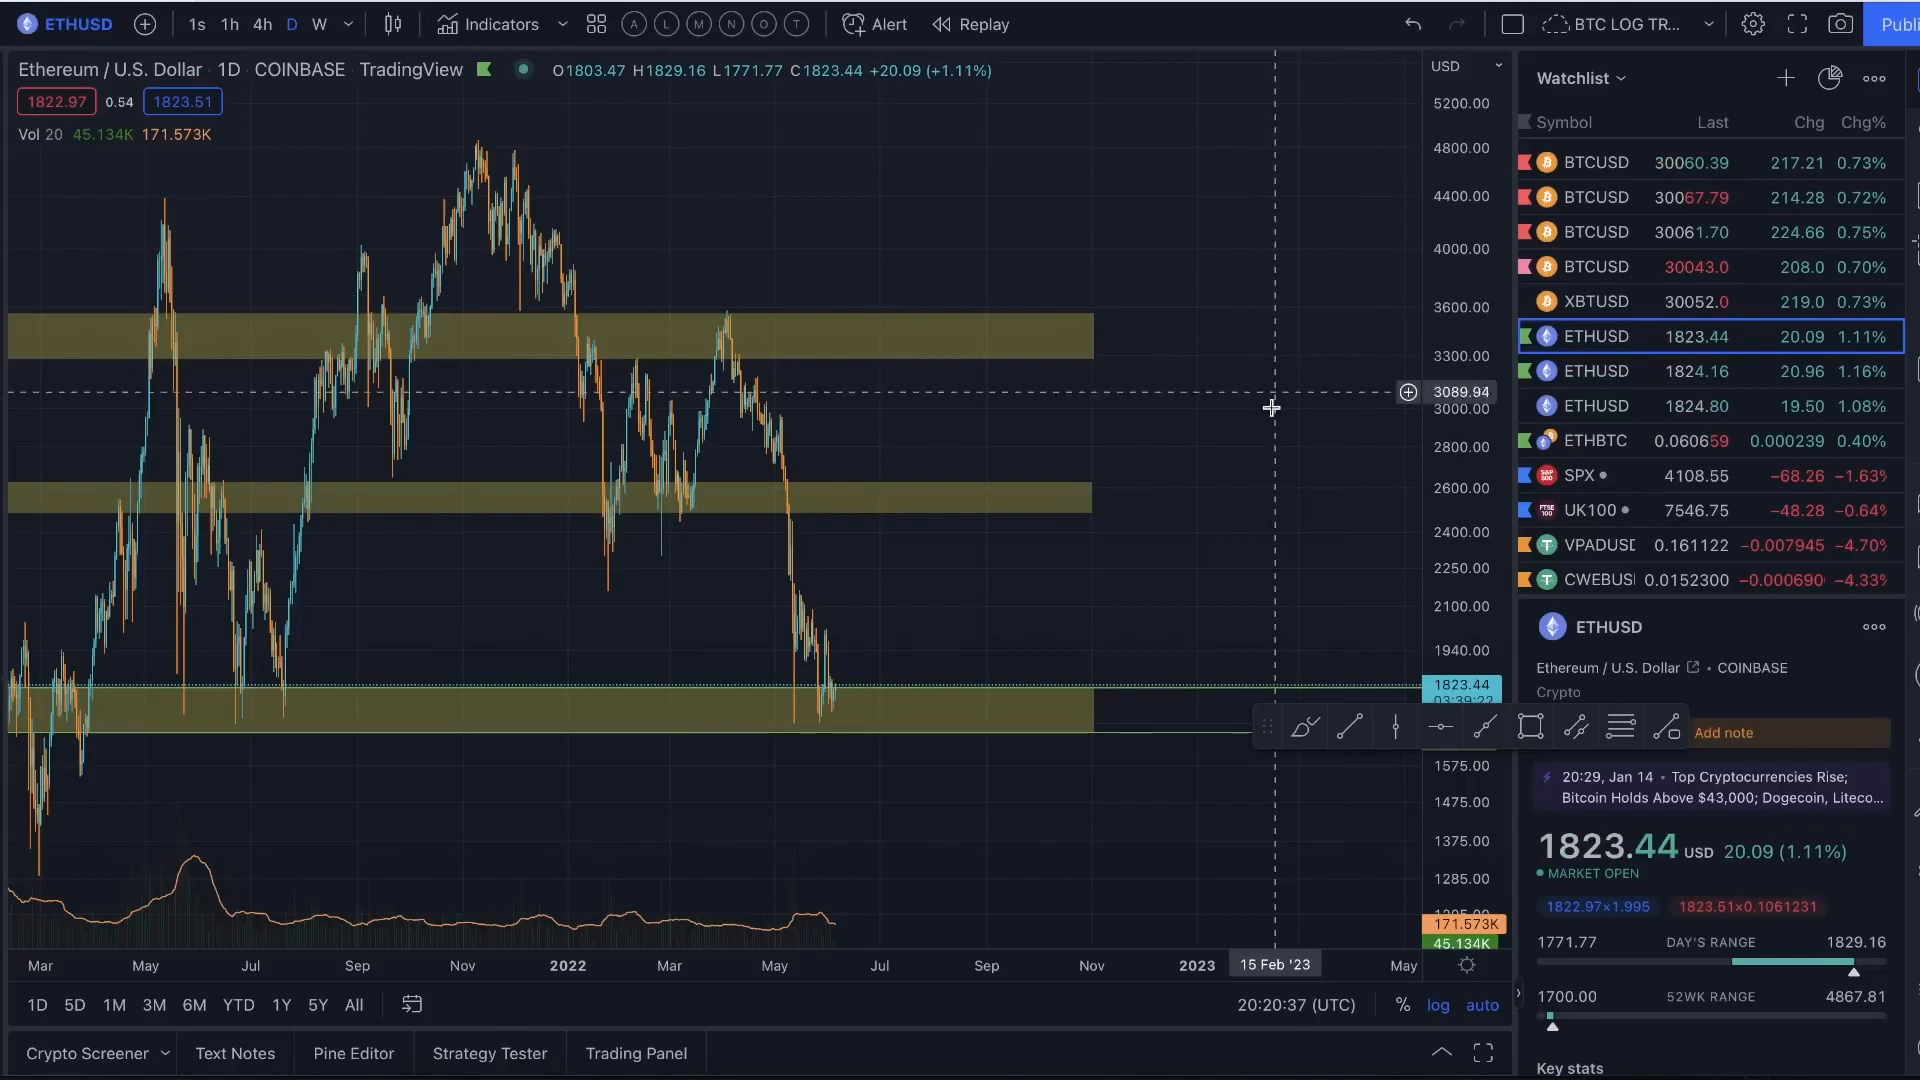 ETHUSD 1s 1h 4h D W Indicators A L M N O T Alert Replay BTC LOG TR... Publi
Ethereum / U.S. Dollar · 1D · COINBASE · TradingView O1803.47 H1829.16 L1771.77 C1823.44 +20.09 (+1.11%)
1822.97 0.54 1823.51
Vol 20 45.134K 171.573K
USD
5200.00
4800.00
4400.00
4000.00
3600.00
3300.00
3089.94
3000.00
2800.00
2600.00
2400.00
2250.00
2100.00
1940.00
1823.44
03:39:22
1575.00
1475.00
1375.00
1285.00
171.573K
45.134K
Mar May Jul Sep Nov 2022 Mar May Jul Sep Nov 2023 15 Feb '23 May
1D 5D 1M 3M 6M YTD 1Y 5Y All 20:20:37 (UTC) % log auto
Crypto Screener Text Notes Pine Editor Strategy Tester Trading Panel
Watchlist
Symbol Last Chg Chg%
BTCUSD 30060.39 217.21 0.73%
BTCUSD 30067.79 214.28 0.72%
BTCUSD 30061.70 224.66 0.75%
BTCUSD 30043.0 208.0 0.70%
XBTUSD 30052.0 219.0 0.73%
ETHUSD 1823.44 20.09 1.11%
ETHUSD 1824.16 20.96 1.16%
ETHUSD 1824.80 19.50 1.08%
ETHBTC 0.060659 0.000239 0.40%
SPX 4108.55 −68.26 −1.63%
UK100 7546.75 −48.28 −0.64%
VPADUSD 0.161122 −0.007945 −4.70%
CWEBUSI 0.0152300 −0.000690 −4.33%
ETHUSD
Ethereum / U.S. Dollar • COINBASE
Crypto
Add note
20:29, Jan 14 • Top Cryptocurrencies Rise;
Bitcoin Holds Above $43,000; Dogecoin, Liteco...
1823.44 USD 20.09 (1.11%)
MARKET OPEN
1822.97×1.995 1823.51×0.1061231
1771.77 DAY'S RANGE 1829.16
1700.00 52WK RANGE 4867.81
Key stats